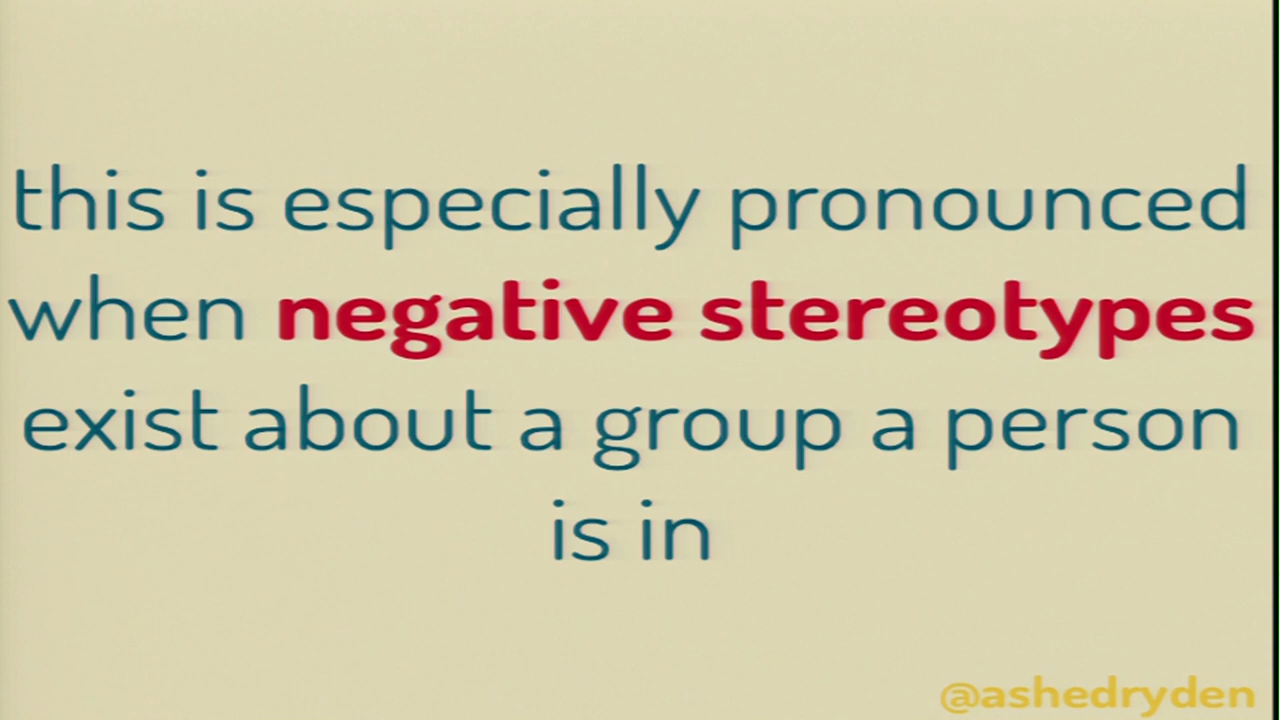 this is especially pronounced
when negative stereotypes
exist about a group a person
is in
@ashedryden